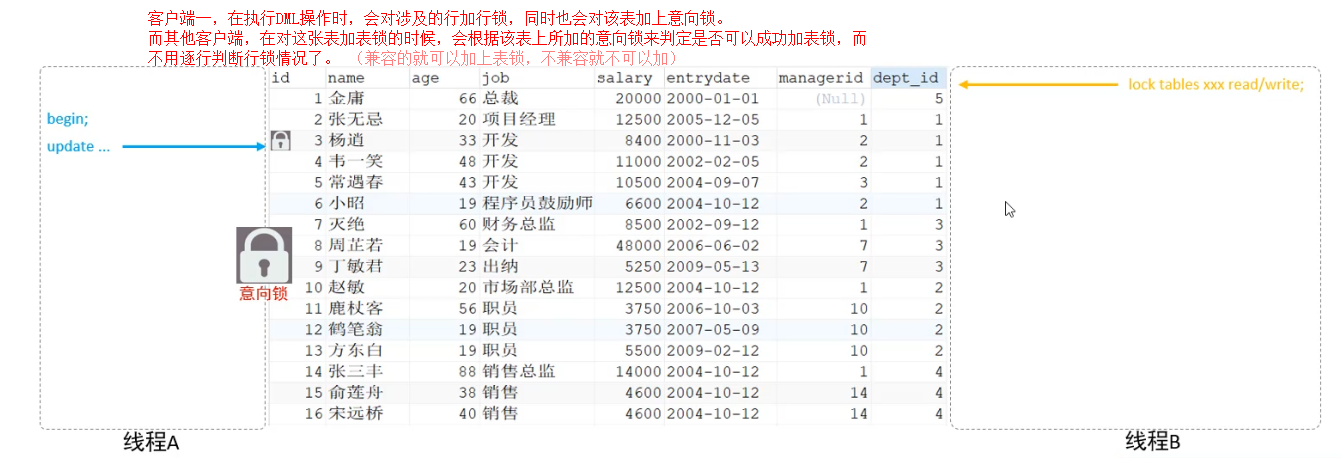 客户端一，在执行DML操作时，会对涉及的行加行锁，同时也会对该表加上意向锁。
而其他客户端，在对这张表加表锁的时候，会根据该表上所加的意向锁来判定是否可以成功加表锁，而
不用逐行判断行锁情况了。（兼容的就可以加上表锁，不兼容就不可以加）
id name age job salary entrydate managerid dept_id
lock tables xxx read/write;
1 金庸 66 总裁 20000 2000-01-01 (Null) 5
begin;
2 张无忌 20 项目经理 12500 2005-12-05 1 1
update ...
3 杨逍 33 开发 8400 2000-11-03 2 1
4 韦一笑 48 开发 11000 2002-02-05 2 1
5 常遇春 43 开发 10500 2004-09-07 3 1
6 小昭 19 程序员鼓励师 6600 2004-10-12 2 1
7 灭绝 60 财务总监 8500 2002-09-12 1 3
8 周芷若 19 会计 48000 2006-06-02 7 3
9 丁敏君 23 出纳 5250 2009-05-13 7 3
意向锁
10 赵敏 20 市场部总监 12500 2004-10-12 1 2
11 鹿杖客 56 职员 3750 2006-10-03 10 2
12 鹤笔翁 19 职员 3750 2007-05-09 10 2
13 方东白 19 职员 5500 2009-02-12 10 2
14 张三丰 88 销售总监 14000 2004-10-12 1 4
15 俞莲舟 38 销售 4600 2004-10-12 14 4
16 宋远桥 40 销售 4600 2004-10-12 14 4
线程A
线程B